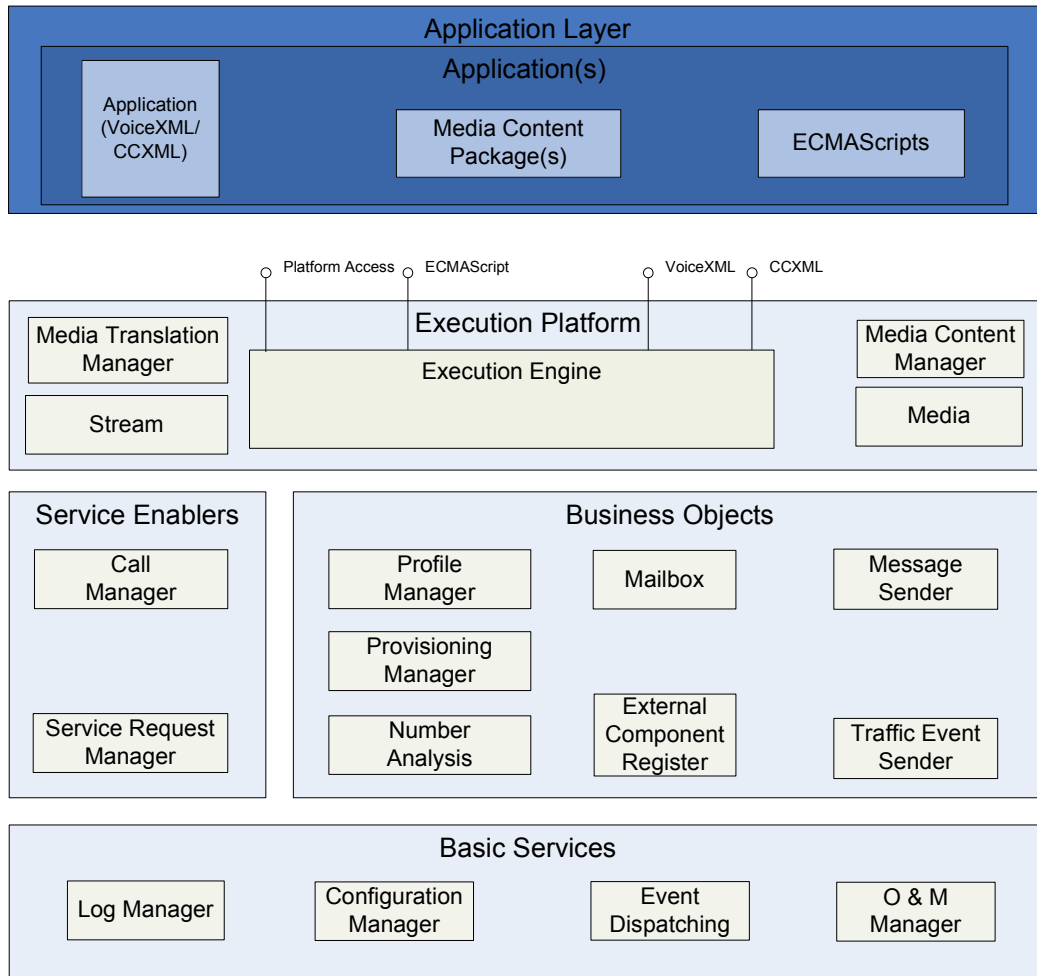 Application Layer
Application(s)
Application
(VoiceXML/
CCXML)
Media Content
Package(s)
ECMAScripts
Platform Access
ECMAScript
VoiceXML
CCXML
Execution Platform
Media Translation
Manager
Stream
Execution Engine
Media Content
Manager
Media
Service Enablers
Call
Manager
Service Request
Manager
Business Objects
Profile
Manager
Mailbox
Message
Sender
Provisioning
Manager
Number
Analysis
External
Component
Register
Traffic Event
Sender
Basic Services
Log Manager
Configuration
Manager
Event
Dispatching
O & M
Manager